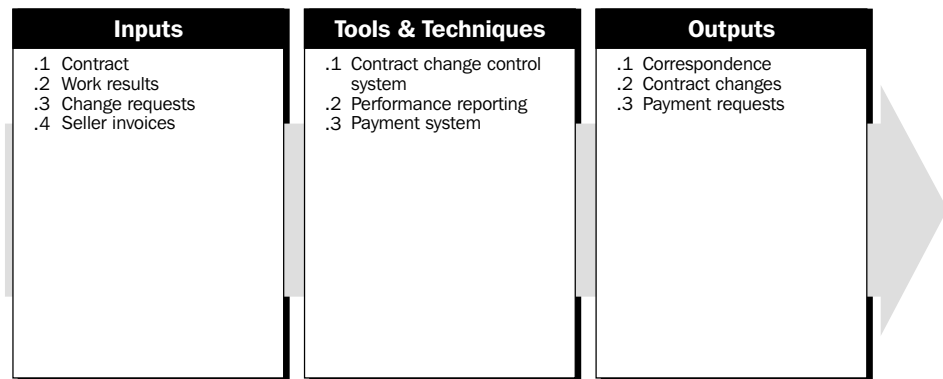 Inputs
.1 Contract
.2 Work results
.3 Change requests
.4 Seller invoices
Tools & Techniques
.1 Contract change control
system
.2 Performance reporting
.3 Payment system
Outputs
.1 Correspondence
.2 Contract changes
.3 Payment requests